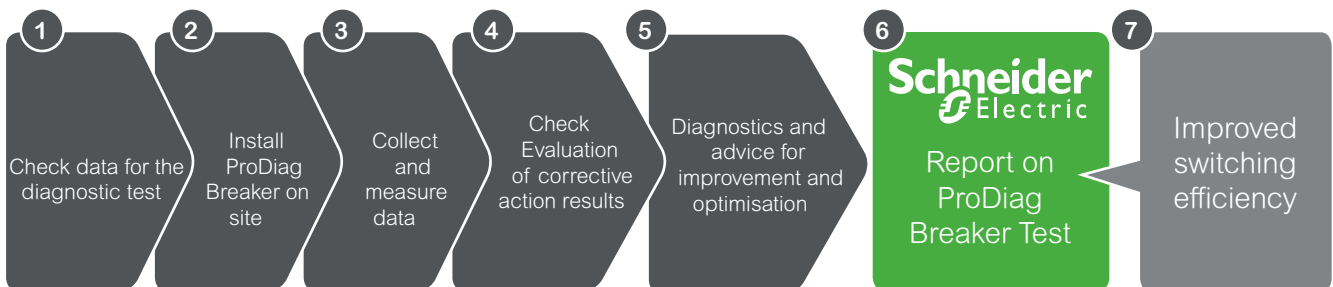 1
Check data for the
diagnostic test
2
Install
ProDiag
Breaker on
site
3
Collect
and
measure
data
4
Check
Evaluation
of corrective
action results
5
Diagnostics and
advice for
improvement and
optimisation
6
Schneider
Electric
Report on
ProDiag
Breaker Test
7
Improved
switching
efficiency